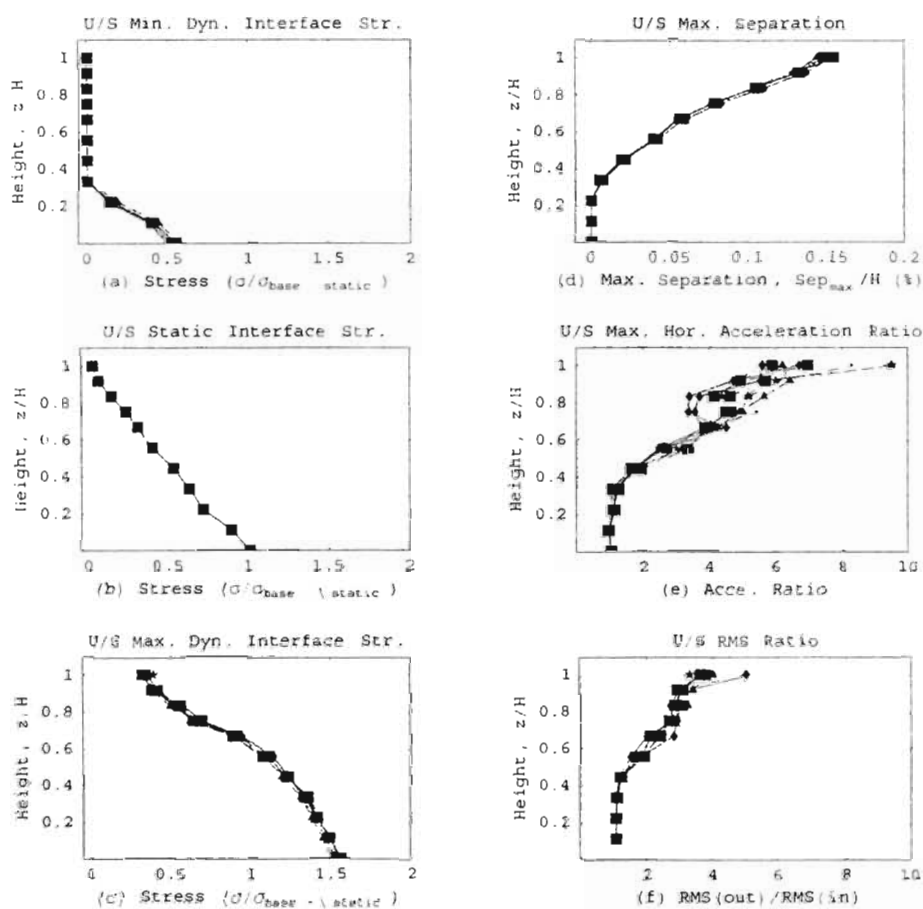 U/S Min. Dyn. Interface Str.
Height, z H
1
0.8
0.6
0.4
0.2
0 0.5 1 1.5 2
(a) Stress (σ/σbase static)
U/S Max. Separation
Height, z/H
1
0.8
0.6
0.4
0.2
0 0.05 0.1 0.15 0.2
(d) Max. Separation, Sepmax/H (%)
U/S Static Interface Str.
Height, z/H
1
0.8
0.6
0.4
0.2
0 0.5 1 1.5 2
(b) Stress (σ/σbase \static)
U/S Max. Hor. Acceleration Ratio
Height, z/H
1
0.8
0.6
0.4
0.2
2 4 6 8 10
(e) Acce. Ratio
U/S Max. Dyn. Interface Str.
Height, z/H
1
0.8
0.6
0.4
0.2
0 0.5 1 1.5 2
(c) Stress (σ/σbase - \static)
U/S RMS Ratio
Height, z/H
1
0.8
0.6
0.4
0.2
2 4 6 8 10
(f) RMS(out)/RMS(in)